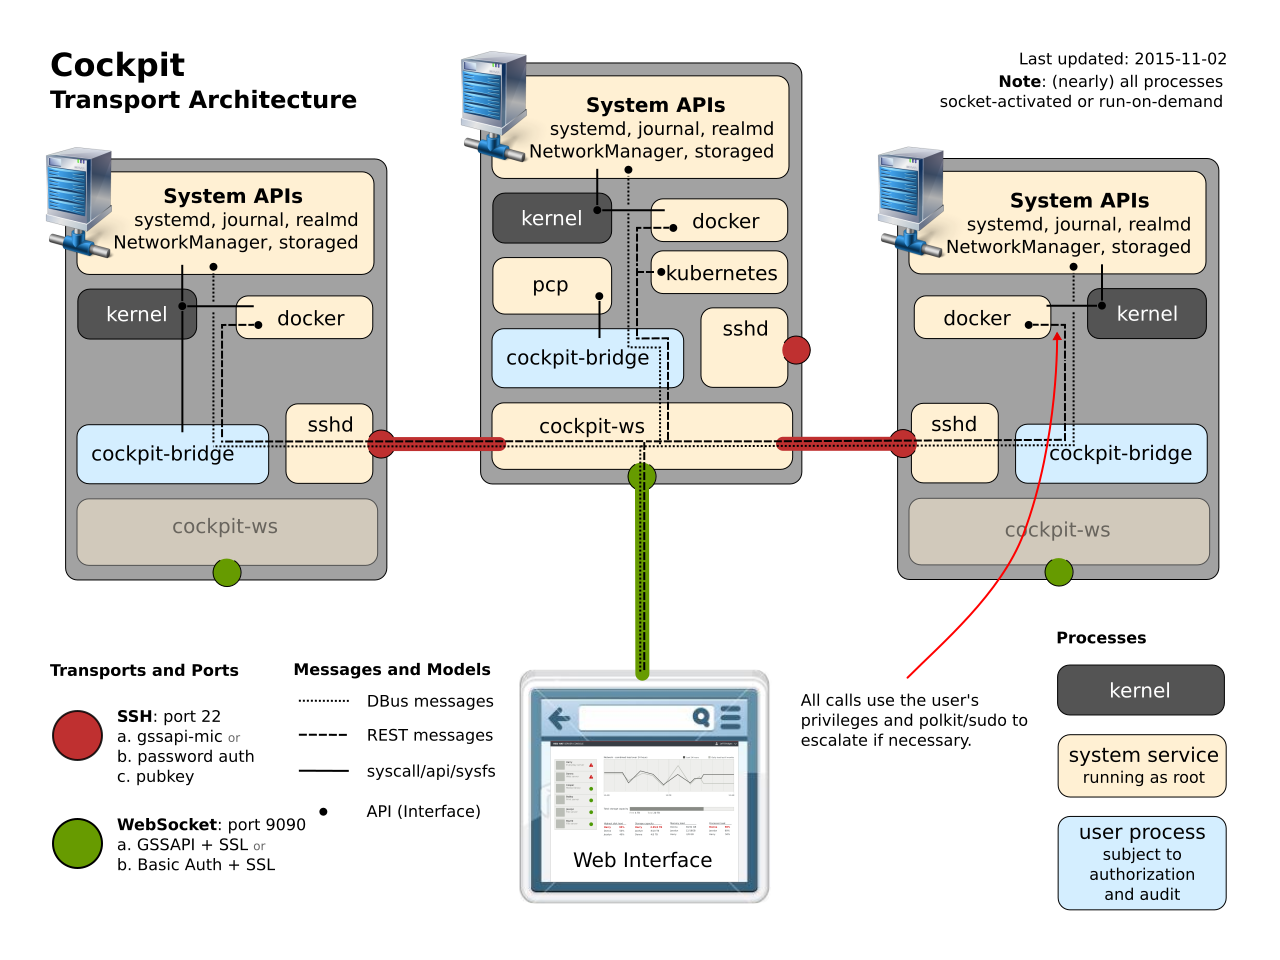 Cockpit
Transport Architecture
Last updated: 2015-11-02
Note: (nearly) all processes
socket-activated or run-on-demand
System APIs
systemd, journal, realmd
NetworkManager, storaged
kernel
docker
sshd
cockpit-bridge
cockpit-ws
System APIs
systemd, journal, realmd
NetworkManager, storaged
kernel
docker
pcp
kubernetes
sshd
cockpit-bridge
cockpit-ws
System APIs
systemd, journal, realmd
NetworkManager, storaged
docker
kernel
sshd
cockpit-bridge
cockpit-ws
Transports and Ports
SSH: port 22
a. gssapi-mic or
b. password auth
c. pubkey
WebSocket: port 9090
a. GSSAPI + SSL or
b. Basic Auth + SSL
Messages and Models
DBus messages
REST messages
syscall/api/sysfs
API (Interface)
Web Interface
All calls use the user's
privileges and polkit/sudo to
escalate if necessary.
Processes
kernel
system service
running as root
user process
subject to
authorization
and audit